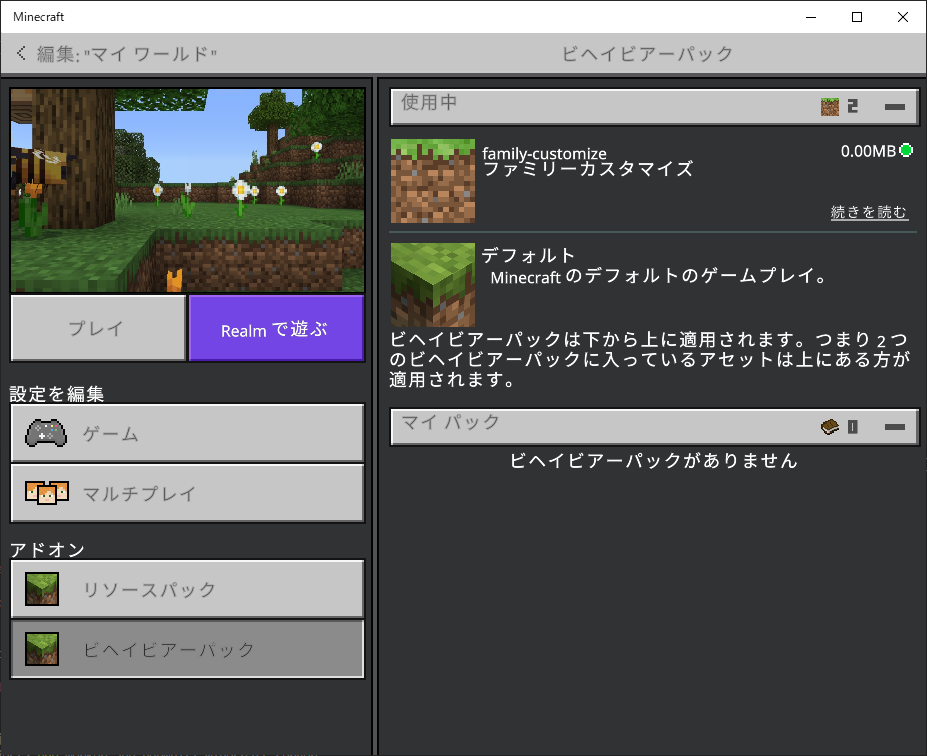 Minecraft
編集:"マイ ワールド"
ビヘイビアーパック
プレイ
Realm で遊ぶ
設定を編集
ゲーム
マルチプレイ
アドオン
リソースパック
ビヘイビアーパック
使用中
2
family-customize
0.00MB
ファミリーカスタマイズ
続きを読む
デフォルト
Minecraft のデフォルトのゲームプレイ。
ビヘイビアーパックは下から上に適用されます。つまり 2 つ
のビヘイビアーパックに入っているアセットは上にある方が
適用されます。
マイ パック
0
ビヘイビアーパックがありません